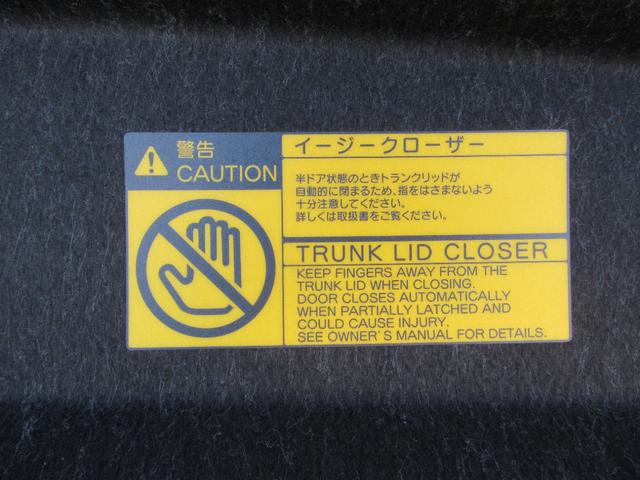 警告
CAUTION
イージークローザー
半ドア状態のときトランクリッドが
自動的に閉まるため、指をはさまないよう
十分注意してください。
詳しくは取扱書をご覧ください。
TRUNK LID CLOSER
KEEP FINGERS AWAY FROM THE
TRUNK LID WHEN CLOSING.
DOOR CLOSES AUTOMATICALLY
WHEN PARTIALLY LATCHED AND
COULD CAUSE INJURY.
SEE OWNER'S MANUAL FOR DETAILS.